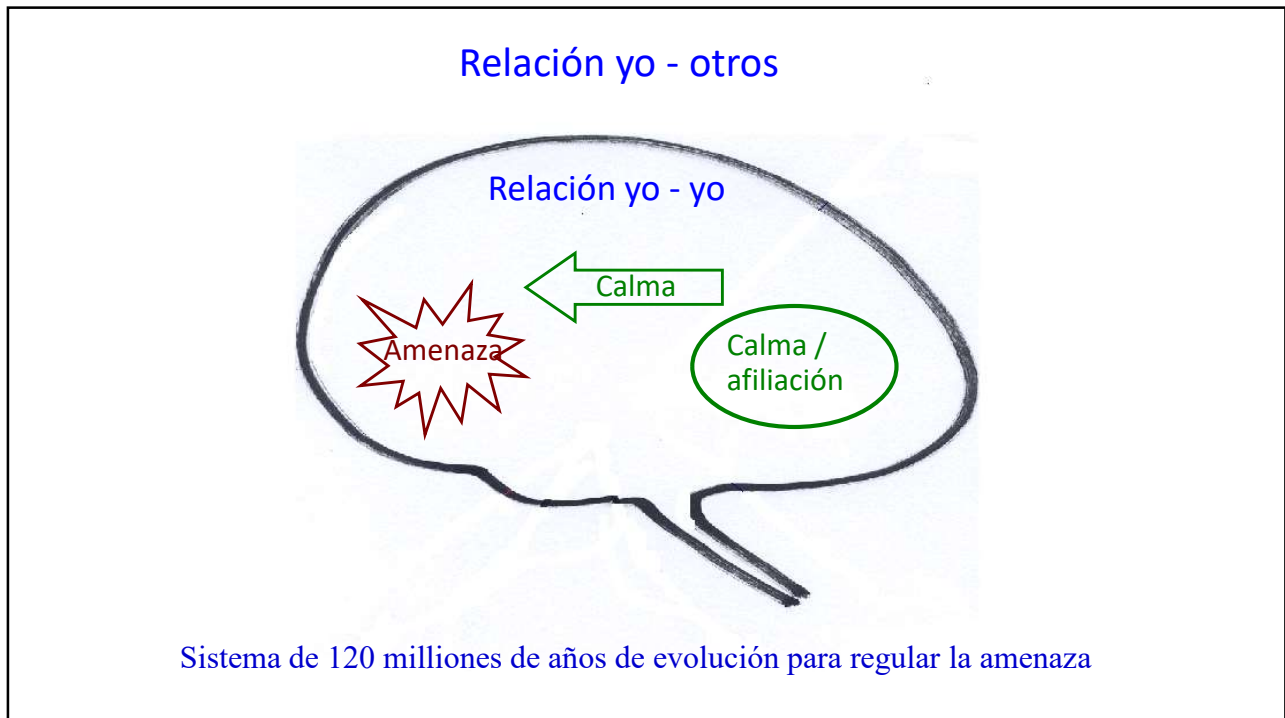 Relación yo - otros
Relación yo - yo
Calma
Amenaza
Calma /
afiliación
Sistema de 120 milliones de años de evolución para regular la amenaza